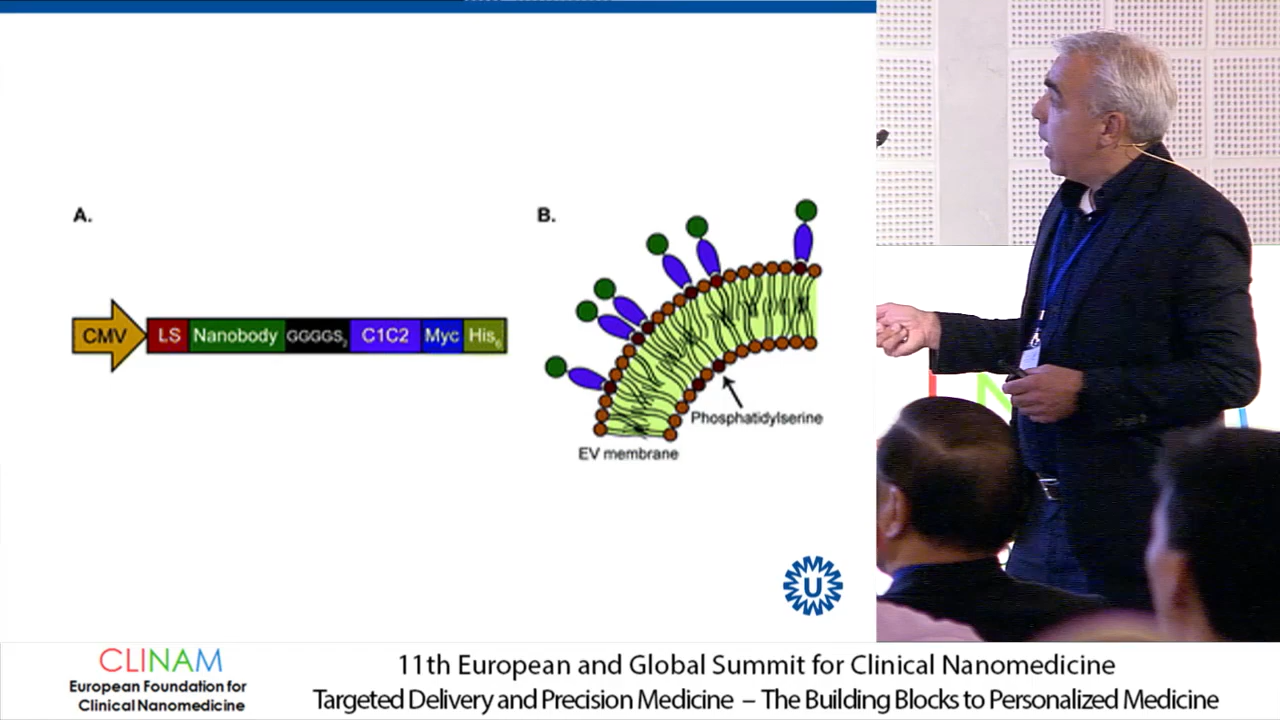 A.
B.
CMV LS Nanobody GGGGS C1C2 Myc His6
Phosphatidylserine
EV membrane
U
CLINAM
European Foundation for
Clinical Nanomedicine
11th European and Global Summit for Clinical Nanomedicine
Targeted Delivery and Precision Medicine – The Building Blocks to Personalized Medicine